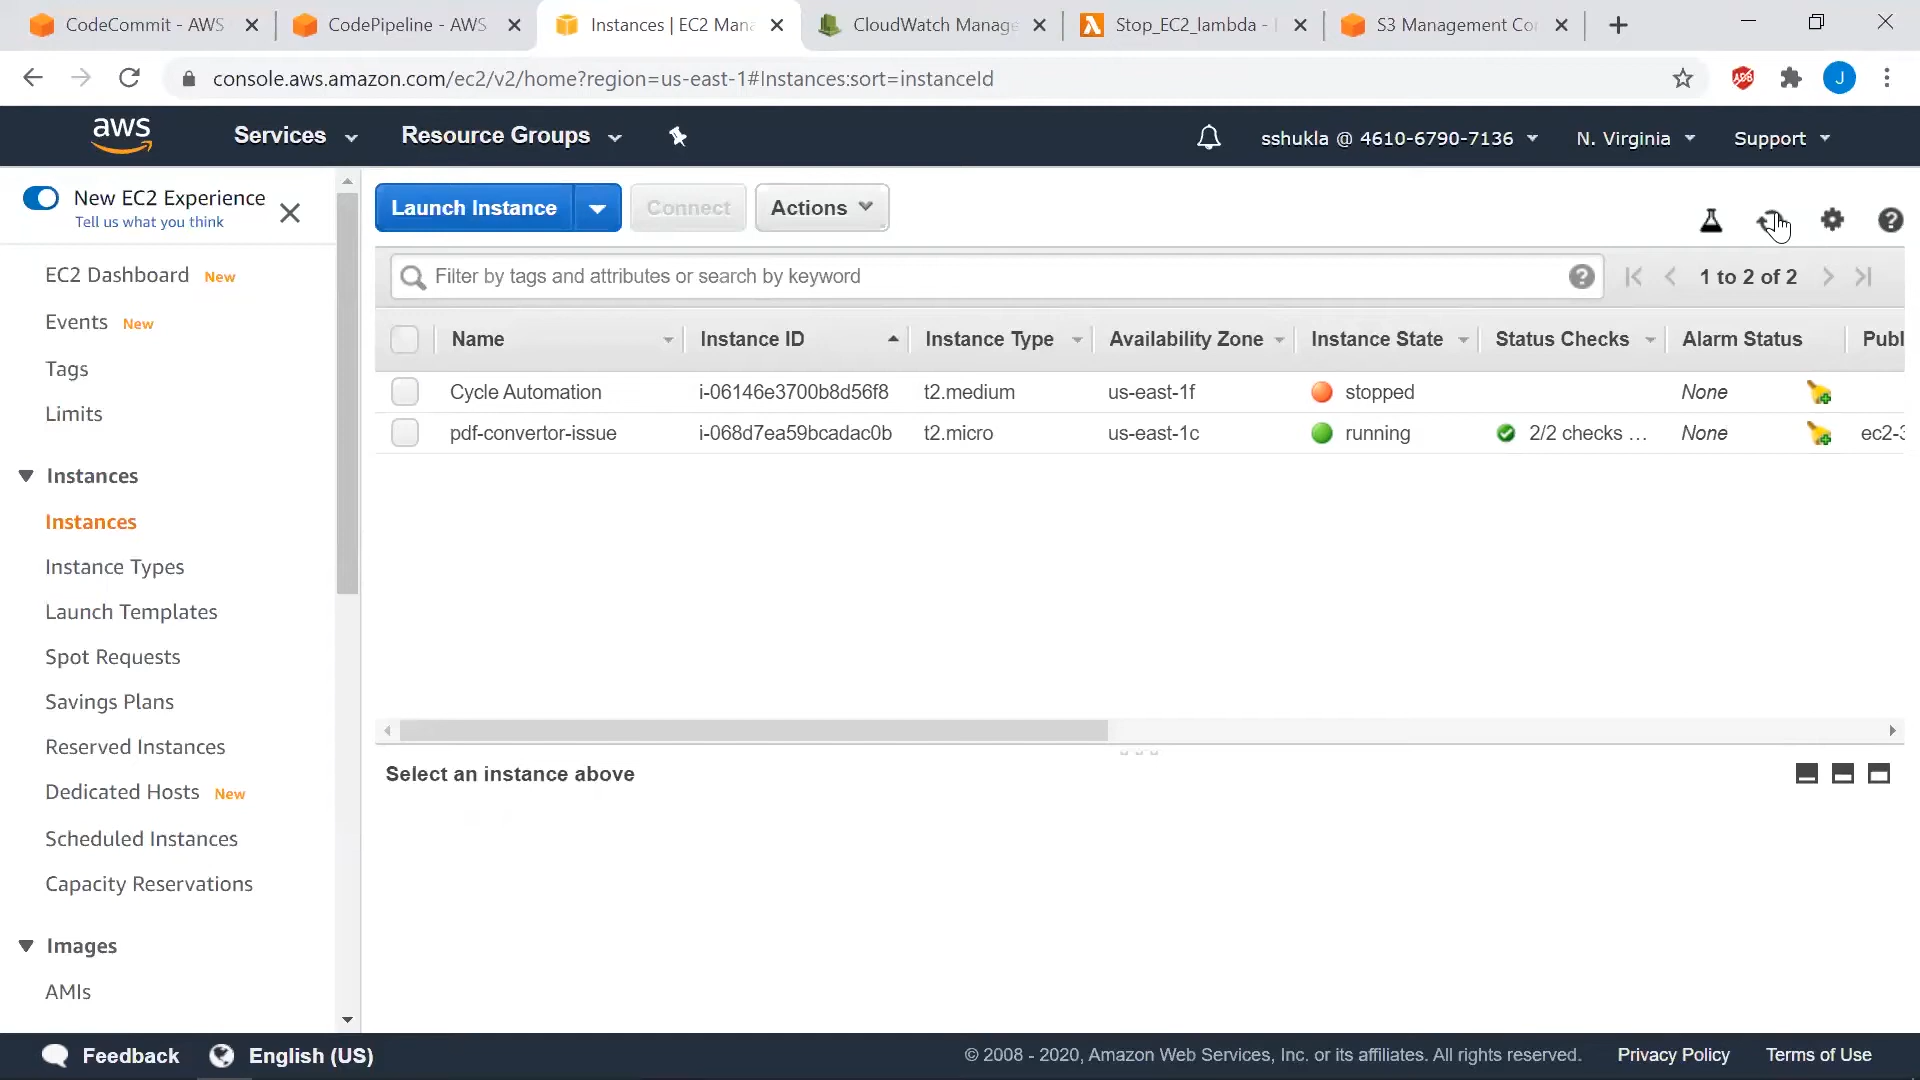 CodeCommit - AWS
CodePipeline - AWS
Instances | EC2 Mana
CloudWatch Manage
Stop_EC2_lambda -
S3 Management Co
console.aws.amazon.com/ec2/v2/home?region=us-east-1#Instances:sort=instanceId
ABP
J
aws
Services
Resource Groups
sshukla @ 4610-6790-7136
N. Virginia
Support
New EC2 Experience
Tell us what you think
Launch Instance
Connect
Actions
Filter by tags and attributes or search by keyword
1 to 2 of 2
Name
Instance ID
Instance Type
Availability Zone
Instance State
Status Checks
Alarm Status
Publ
Cycle Automation
i-06146e3700b8d56f8
t2.medium
us-east-1f
stopped
None
pdf-convertor-issue
i-068d7ea59bcadac0b
t2.micro
us-east-1c
running
2/2 checks ...
None
ec2-3
EC2 Dashboard New
Events New
Tags
Limits
Instances
Instances
Instance Types
Launch Templates
Spot Requests
Savings Plans
Reserved Instances
Dedicated Hosts New
Scheduled Instances
Capacity Reservations
Images
AMIs
Select an instance above
Feedback
English (US)
© 2008 - 2020, Amazon Web Services, Inc. or its affiliates. All rights reserved.
Privacy Policy
Terms of Use